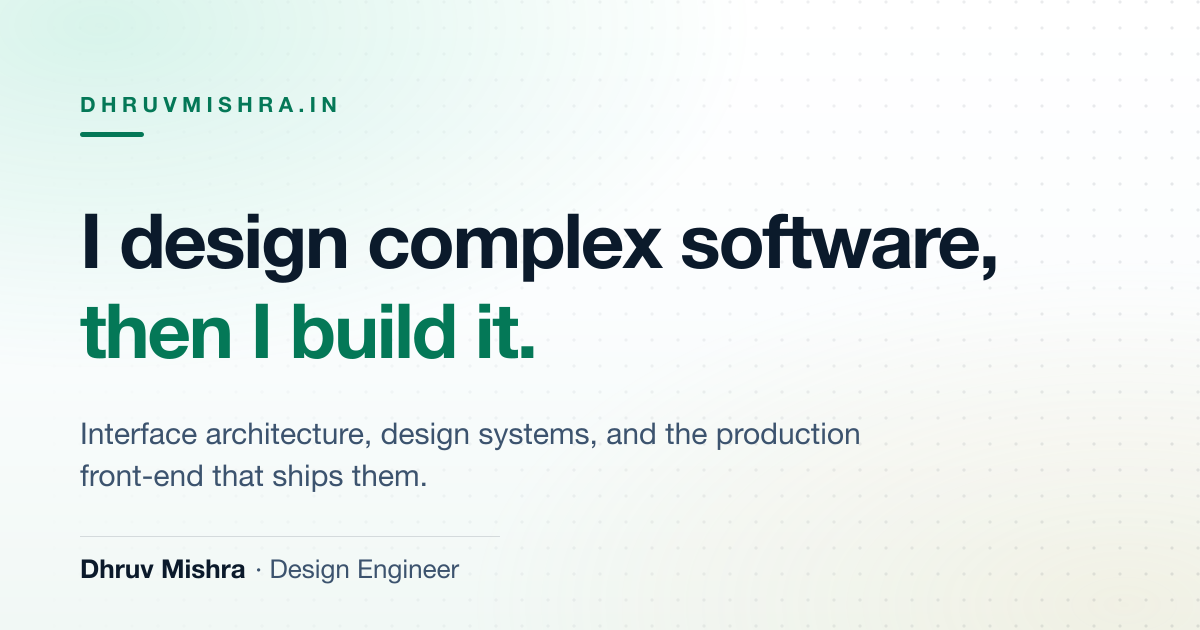 DHRUVMISHRA.IN
I design complex software,
then I build it.
Interface architecture, design systems, and the production
front-end that ships them.
Dhruv Mishra · Design Engineer